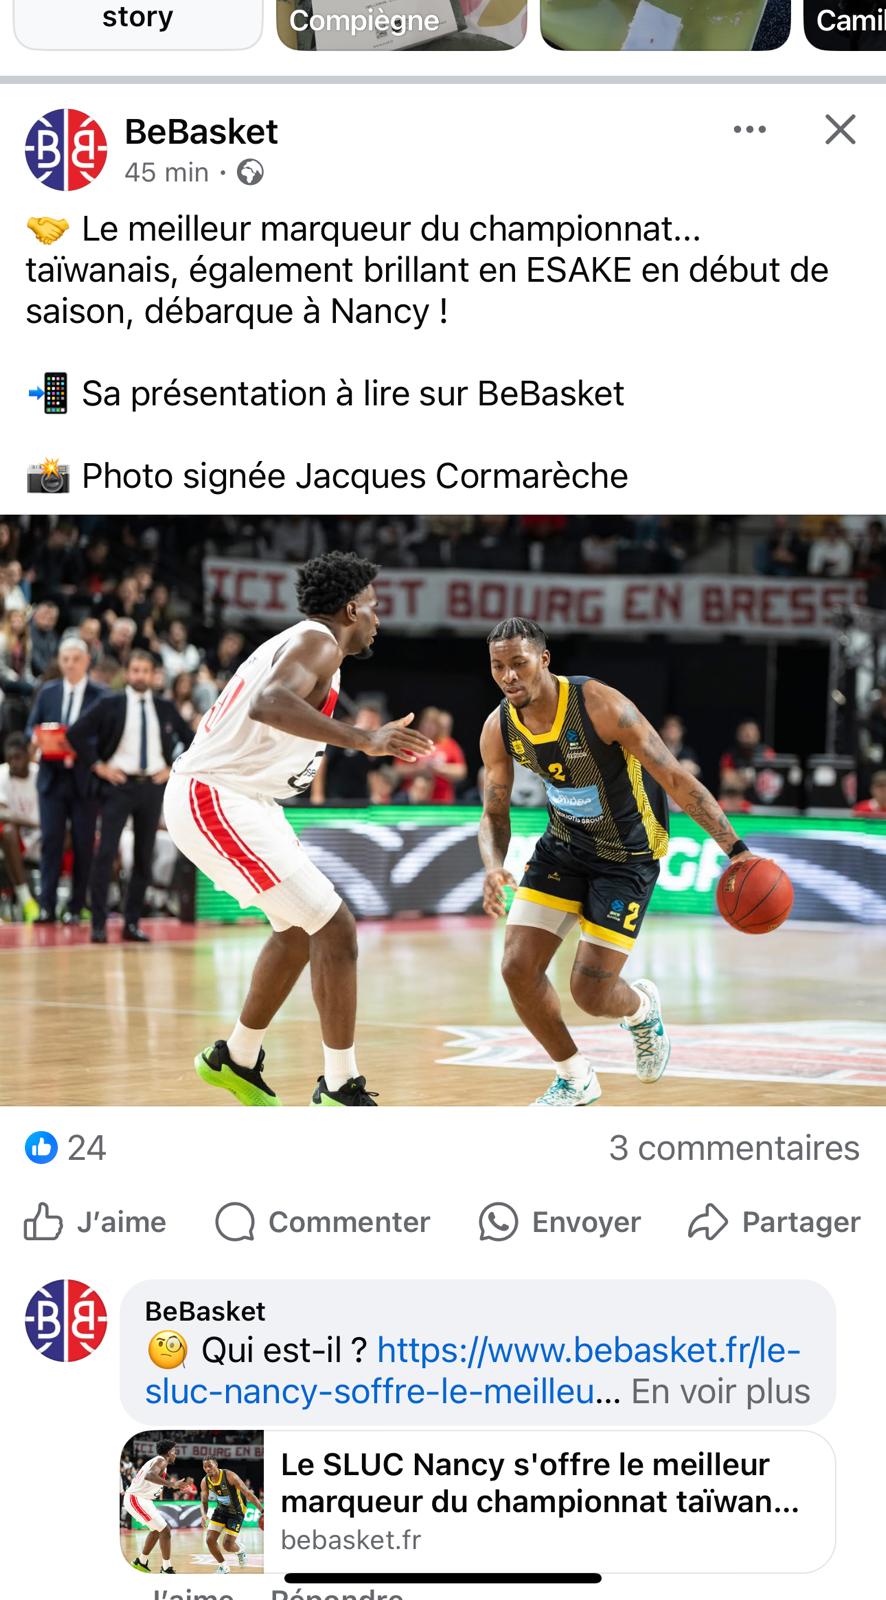 story
Compiègne
Cami
BeBasket
45 min ·
🤝 Le meilleur marqueur du championnat...
taïwanais, également brillant en ESAKE en début de
saison, débarque à Nancy !
📲 Sa présentation à lire sur BeBasket
📸 Photo signée Jacques Cormarèche
ICI EST BOURG EN BRESSE
2
2
24
3 commentaires
J'aime
Commenter
Envoyer
Partager
BeBasket
🧐 Qui est-il ? https://www.bebasket.fr/le-
sluc-nancy-soffre-le-meilleu... En voir plus
Le SLUC Nancy s'offre le meilleur
marqueur du championnat taïwan...
bebasket.fr
J'aime Répondre